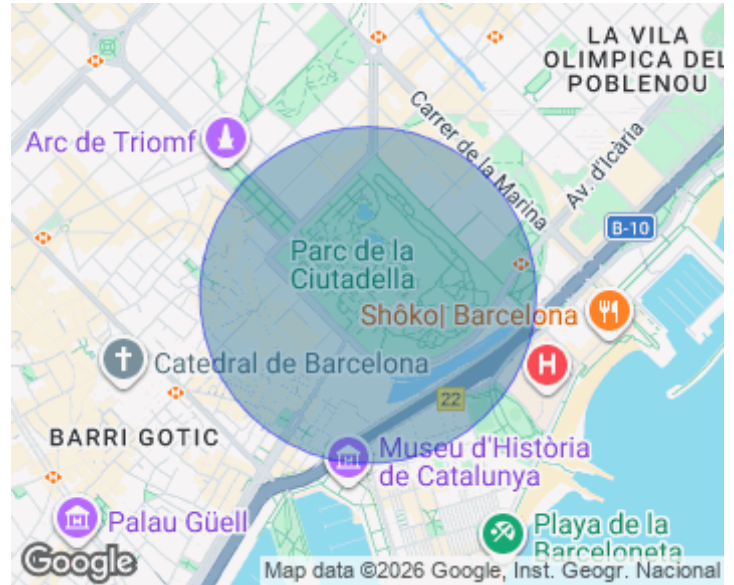 LA VILA
OLIMPICA DEL
POBLENOU
Arc de Triomf
Carrer de la Marina
Av. d'Icària
B-10
Parc de la
Ciutadella
Shôko| Barcelona
Catedral de Barcelona
H
22
BARRI GOTIC
Museu d'Història
de Catalunya
Palau Güell
Playa de la
Barceloneta
Google
Map data ©2026 Google, Inst. Geogr. Nacional